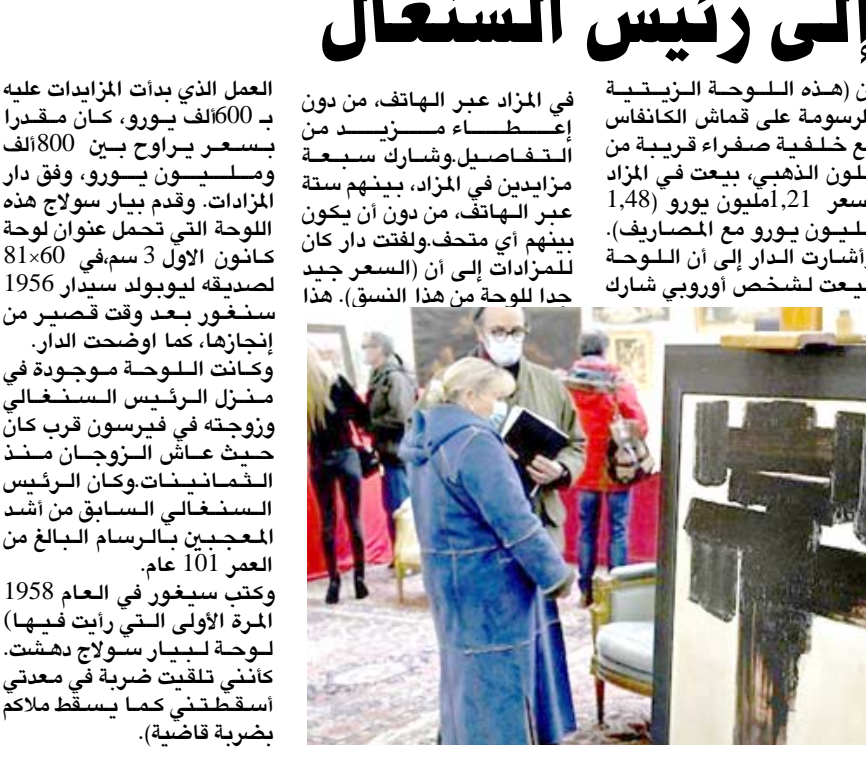 إلى رئيس السنغال
(هذه اللوحة الزيتية
على قماش الكانفاس
خلفية صفراء قريبة من
الذهبي، بيعت في المزاد
1,21مليون يورو (1,48
يورو مع المصاريف).
الدار إلى أن اللوحة
لشخص أوروبي شارك
في المزاد عبر الهاتف، من دون
إعطاء مزيد من
التفاصيل.وشارك سبعة
مزايدين في المزاد، بينهم ستة
عبر الهاتف، من دون أن يكون
بينهم أي متحف.ولفتت دار كان
للمزادات إلى أن (السعر جيد
جدا للوحة من هذا النسق). هذا
العمل الذي بدأت المزايدات عليه
بـ 600ألف يورو، كان مقدرا
بسعر يراوح بين 800ألف
ومليون يورو، وفق دار
المزادات. وقدم بيار سولاج هذه
اللوحة التي تحمل عنوان لوحة
60×81 سم،في 3 كانون الاول
1956 لصديقه ليوبولد سيدار
سنغور بعد وقت قصير من
إنجازها، كما اوضحت الدار.
وكانت اللوحة موجودة في
منزل الرئيس السنغالي
وزوجته في فيرسون قرب كان
حيث عاش الزوجان منذ
الثمانينات.وكان الرئيس
السنغالي السابق من أشد
المعجبين بالرسام البالغ من
العمر 101 عام.
وكتب سيغور في العام 1958
(المرة الأولى التي رأيت فيها
لوحة لبيار سولاج دهشت.
كأنني تلقيت ضربة في معدتي
أسقطتني كما يسقط ملاكم
بضربة قاضية).